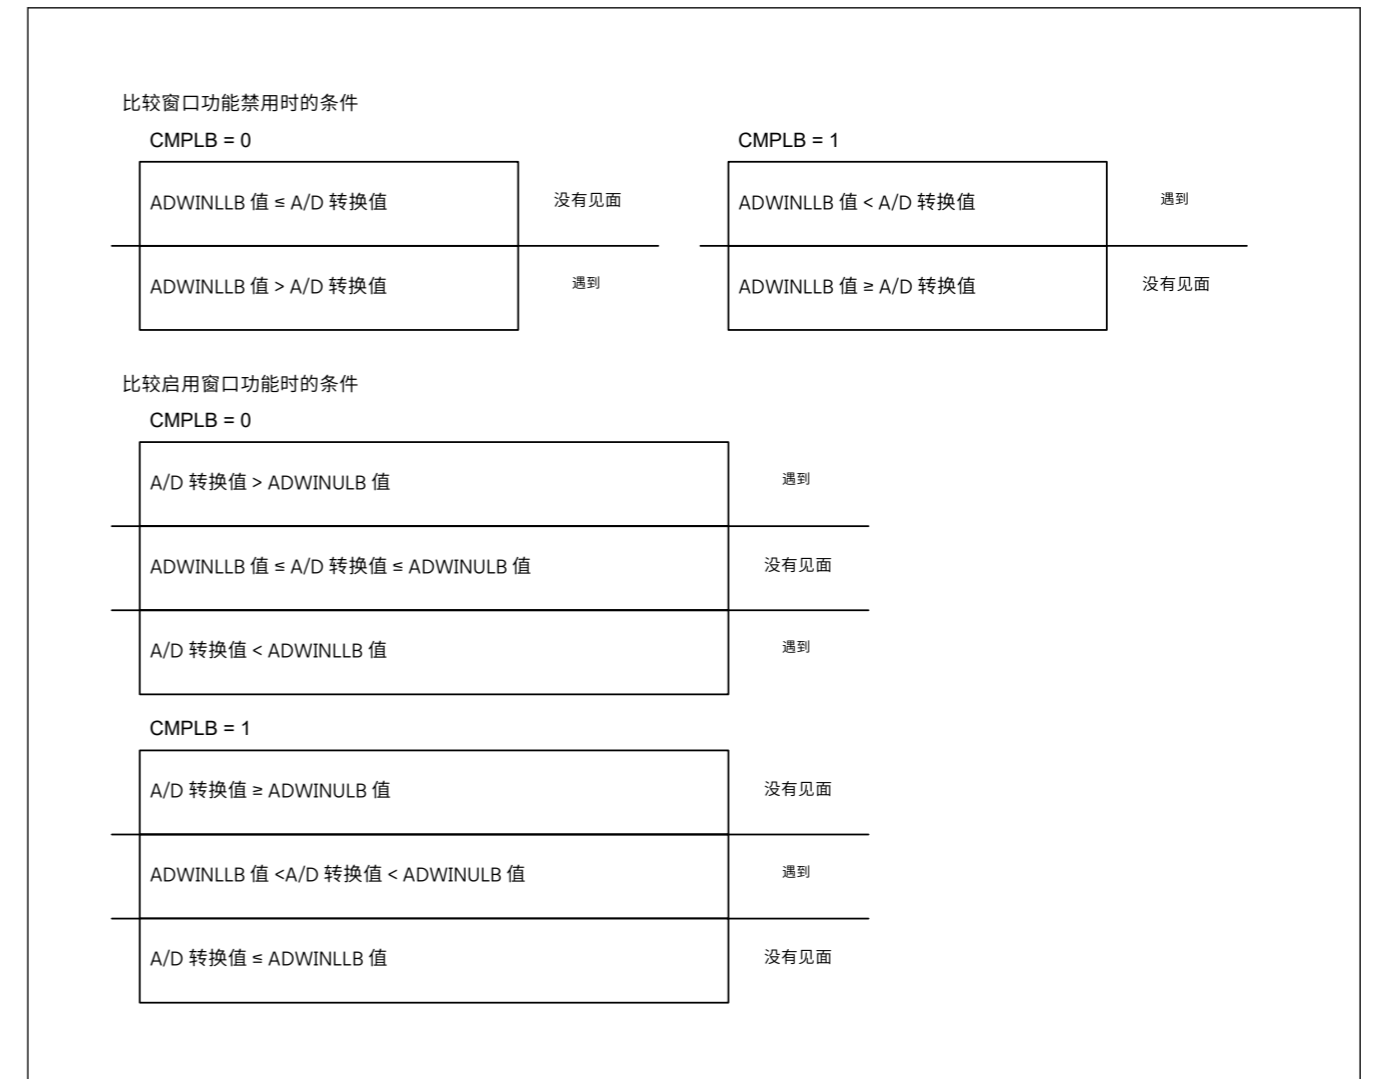 比较窗口功能禁用时的条件
CMPLB = 0
CMPLB = 1
ADWINLLB 值 ≤ A/D 转换值
没有见面
ADWINLLB 值 < A/D 转换值
遇到
ADWINLLB 值 > A/D 转换值
遇到
ADWINLLB 值 ≥ A/D 转换值
没有见面
比较启用窗口功能时的条件
CMPLB = 0
A/D 转换值 > ADWINULB 值
遇到
ADWINLLB 值 ≤ A/D 转换值 ≤ ADWINULB 值
没有见面
A/D 转换值 < ADWINLLB 值
遇到
CMPLB = 1
A/D 转换值 ≥ ADWINULB 值
没有见面
ADWINLLB 值 <A/D 转换值 < ADWINULB 值
遇到
A/D 转换值 ≤ ADWINLLB 值
没有见面